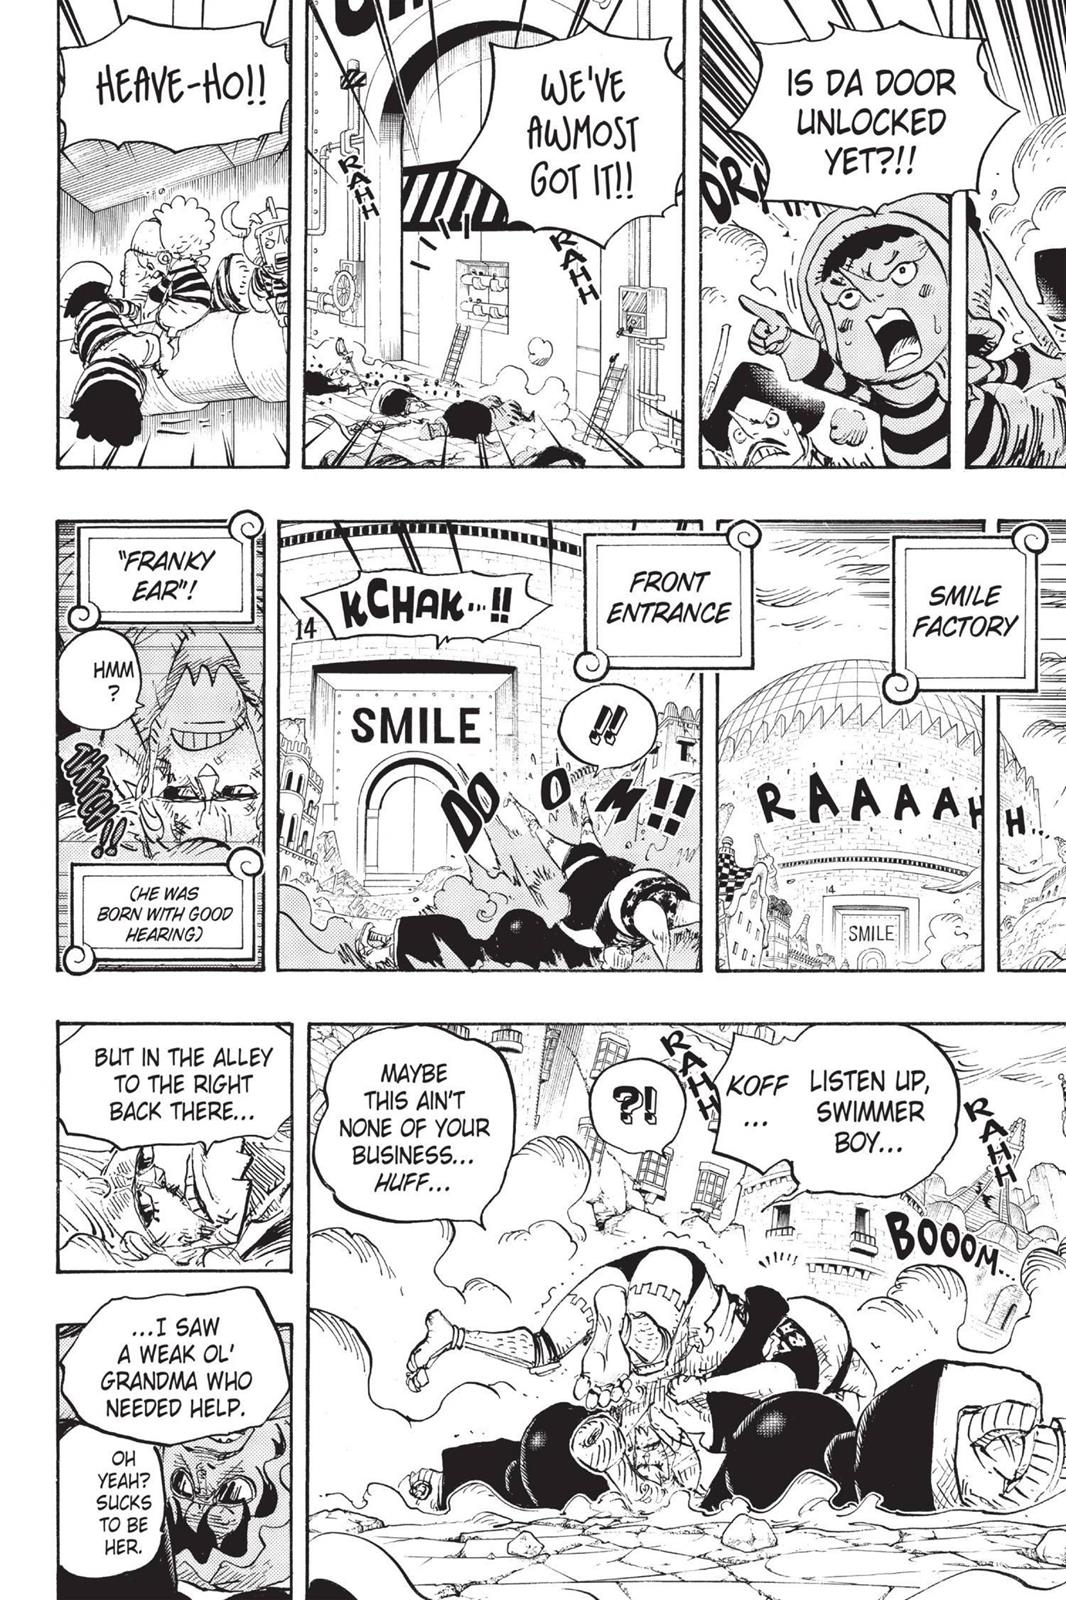 IS DA DOOR
UNLOCKED
YET?!!
WE'VE
AWMOST
GOT IT!!
RAHH
RAHH
HEAVE-HO!!
SMILE
FACTORY
RAAAAHH...
14
SMILE
FRONT
ENTRANCE
KCHAK...!!
14
SMILE
!!
DOOOM!!
"FRANKY
EAR"!
HMM
?
(HE WAS
BORN WITH GOOD
HEARING)
LISTEN UP,
SWIMMER
BOY...
KOFF
...
RAHH
RAHH
BOOOM...
?!
MAYBE
THIS AIN'T
NONE OF YOUR
BUSINESS...
HUFF...
BUT IN THE ALLEY
TO THE RIGHT
BACK THERE...
...I SAW
A WEAK OL'
GRANDMA WHO
NEEDED HELP.
OH
YEAH?
SUCKS
TO BE
HER.